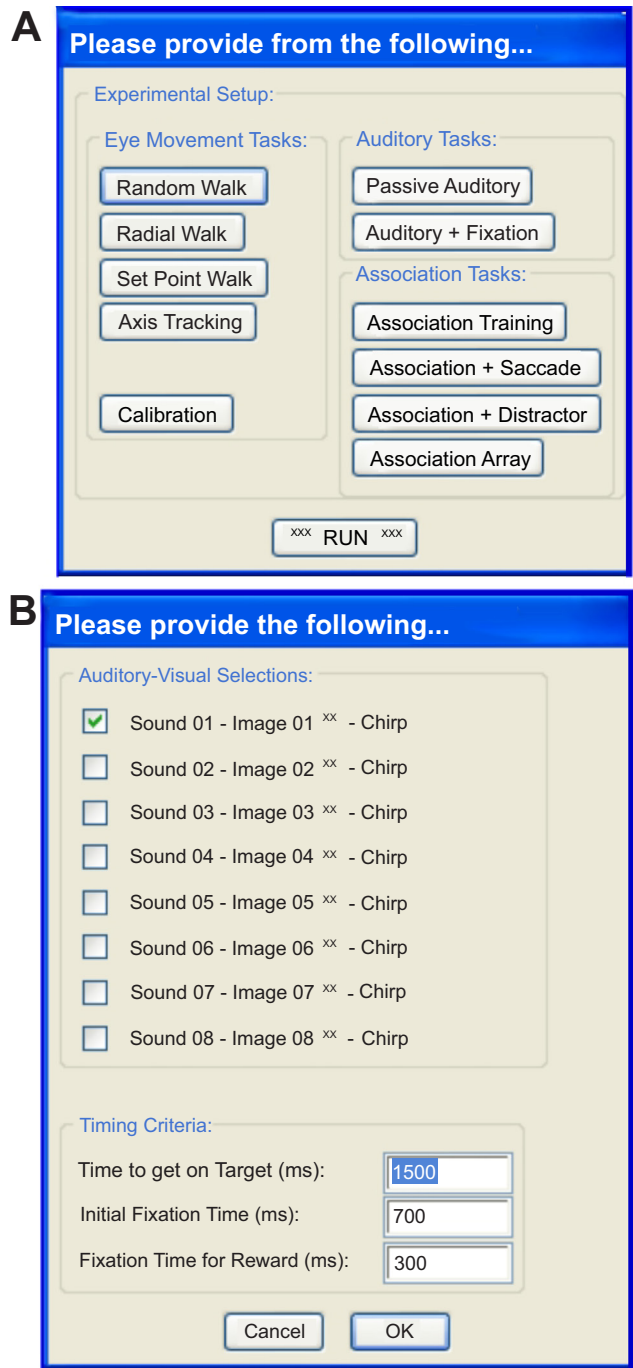 A
Please provide from the following...
Experimental Setup:
Eye Movement Tasks:
Random Walk
Radial Walk
Set Point Walk
Axis Tracking
Calibration
Auditory Tasks:
Passive Auditory
Auditory + Fixation
Association Tasks:
Association Training
Association + Saccade
Association + Distractor
Association Array
xxx RUN xxx
B
Please provide the following...
Auditory-Visual Selections:
Sound 01 - Image 01 xx - Chirp
Sound 02 - Image 02 xx - Chirp
Sound 03 - Image 03 xx - Chirp
Sound 04 - Image 04 xx - Chirp
Sound 05 - Image 05 xx - Chirp
Sound 06 - Image 06 xx - Chirp
Sound 07 - Image 07 xx - Chirp
Sound 08 - Image 08 xx - Chirp
Timing Criteria:
Time to get on Target (ms): 1500
Initial Fixation Time (ms): 700
Fixation Time for Reward (ms): 300
Cancel OK